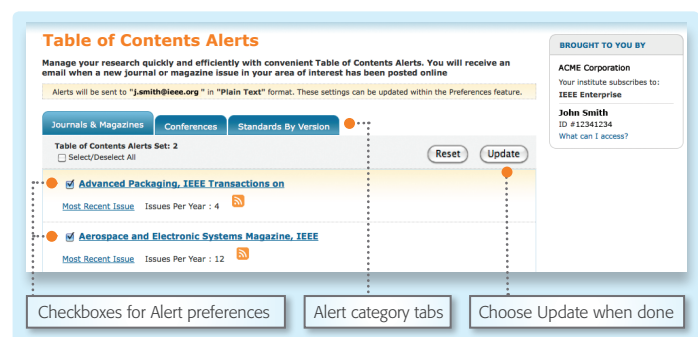 Table of Contents Alerts
Manage your research quickly and efficiently with convenient Table of Contents Alerts. You will receive an
email when a new journal or magazine issue in your area of interest has been posted online
Alerts will be sent to "j.smith@ieee.org " in "Plain Text" format. These settings can be updated within the Preferences feature.
Journals & Magazines Conferences Standards By Version
Table of Contents Alerts Set: 2
Select/Deselect All
Reset Update
Advanced Packaging, IEEE Transactions on
Most Recent Issue Issues Per Year : 4
Aerospace and Electronic Systems Magazine, IEEE
Most Recent Issue Issues Per Year : 12
BROUGHT TO YOU BY
ACME Corporation
Your institute subscribes to:
IEEE Enterprise
John Smith
ID #12341234
What can I access?
Checkboxes for Alert preferences
Alert category tabs
Choose Update when done